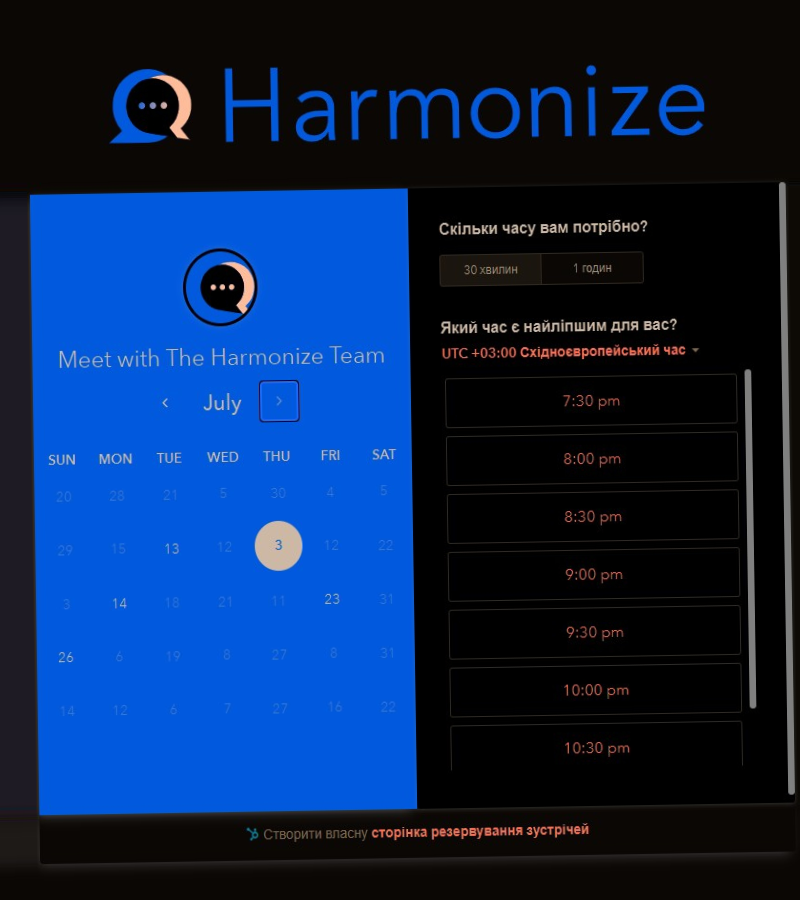 Harmonize
Meet with The Harmonize Team
July
SUN MON TUE WED THU FRI SAT
20 28 21 5 30 4 5
29 15 13 12 3 12 22
3 14 18 21 11 23 31
26 6 19 8 27 8 31
14 12 6 7 27 16 22
Скільки часу вам потрібно?
30 хвилин 1 годин
Який час є найліпшим для вас?
UTC +03:00 Східноєвропейський час
7:30 pm
8:00 pm
8:30 pm
9:00 pm
9:30 pm
10:00 pm
10:30 pm
Створити власну сторінка резервування зустрічей